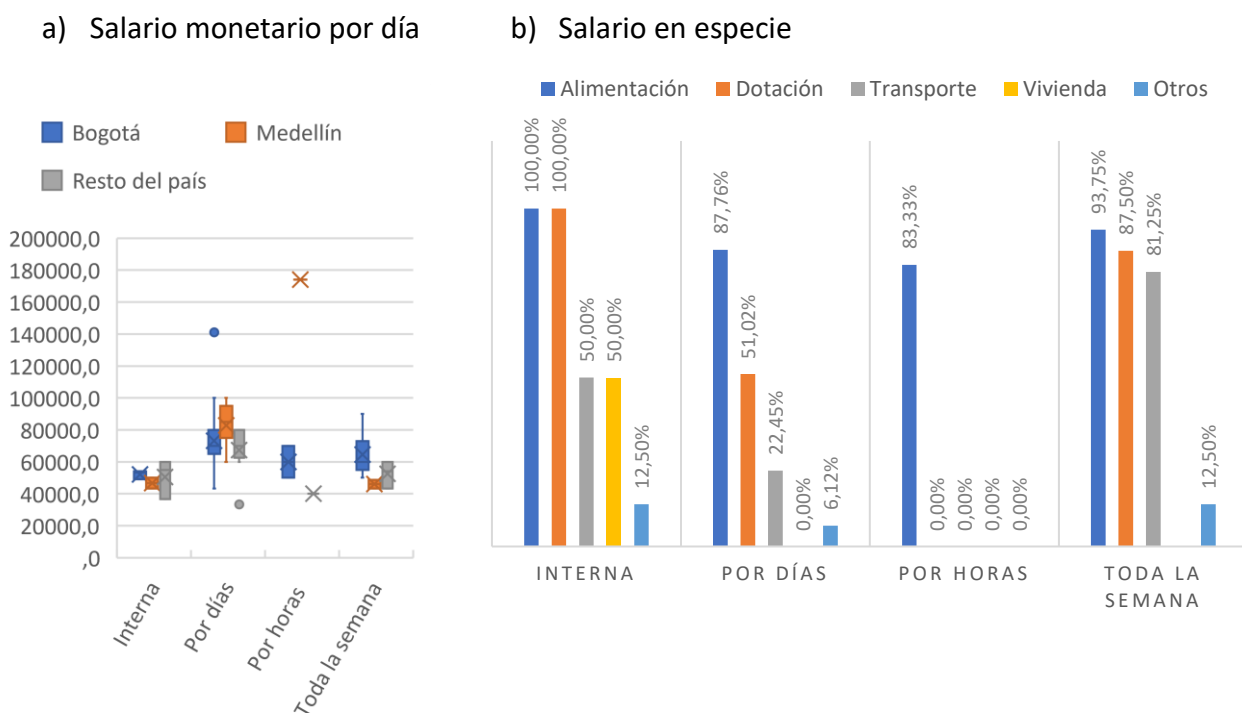 a) Salario monetario por día
b) Salario en especie
Bogotá
Medellín
Resto del país
200000,0
180000,0
160000,0
140000,0
120000,0
100000,0
80000,0
60000,0
40000,0
20000,0
,0
Interna
Por días
Por horas
Toda la semana
Alimentación
Dotación
Transporte
Vivienda
Otros
100,00%
100,00%
50,00%
50,00%
12,50%
87,76%
51,02%
22,45%
0,00%
6,12%
83,33%
0,00%
0,00%
0,00%
0,00%
93,75%
87,50%
81,25%
12,50%
INTERNA
POR DÍAS
POR HORAS
TODA LA
SEMANA